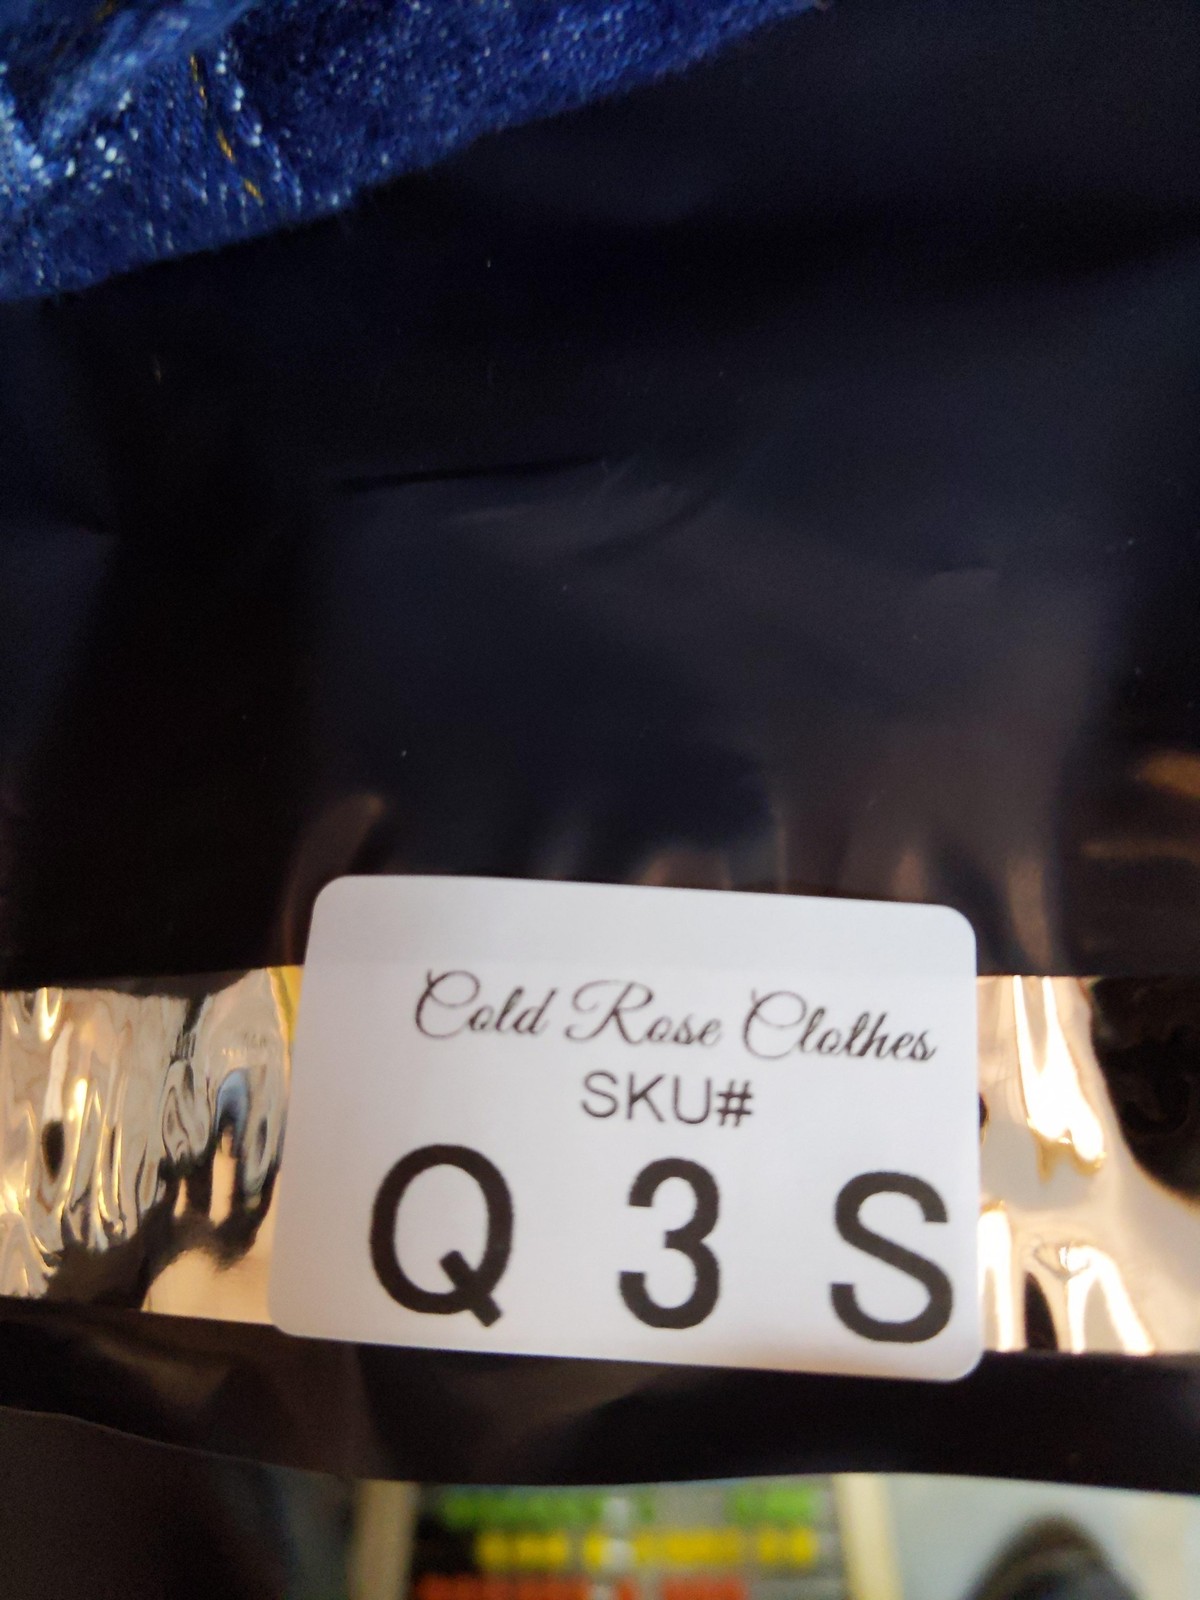 Cold Rose Clothes
SKU#
Q 3 S